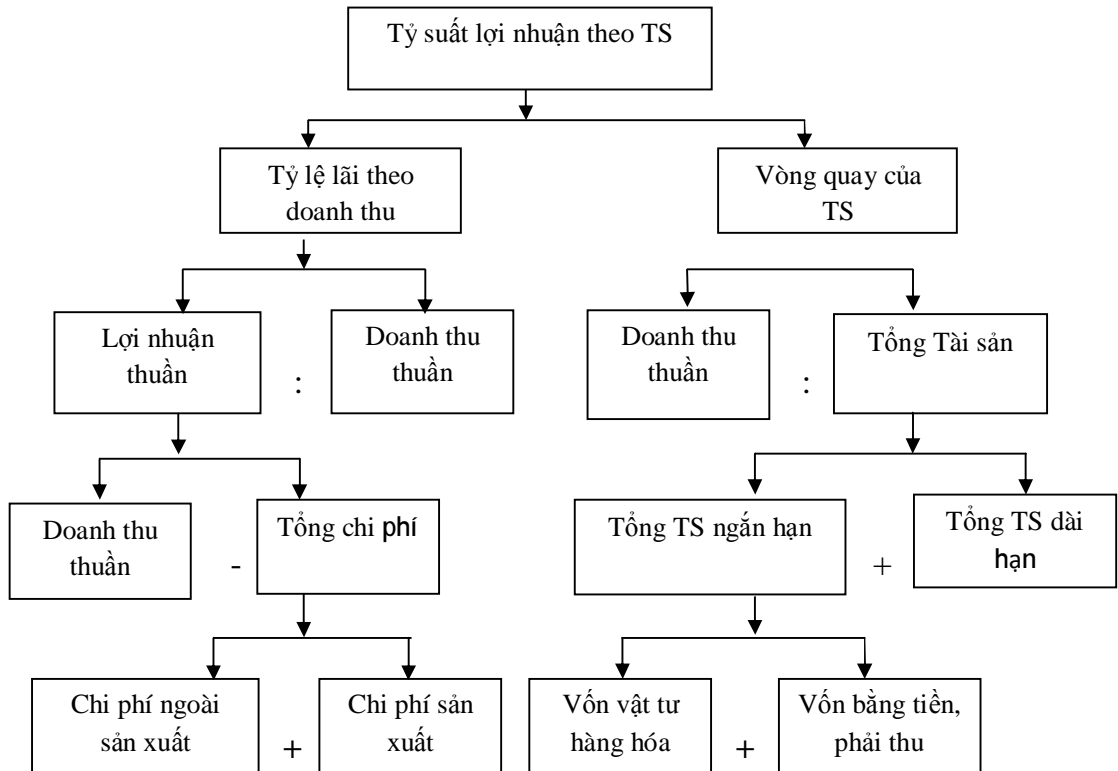 Tỷ suất lợi nhuận theo TS
Tỷ lệ lãi theo
doanh thu
Vòng quay của
TS
Lợi nhuận
thuần
:
Doanh thu
thuần
Doanh thu
thuần
:
Tổng Tài sản
Doanh thu
thuần
-
Tổng chi phí
Tổng TS ngắn hạn
+
Tổng TS dài
hạn
Chi phí ngoài
sản xuất
+
Chi phí sản
xuất
Vốn vật tư
hàng hóa
+
Vốn bằng tiền,
phải thu